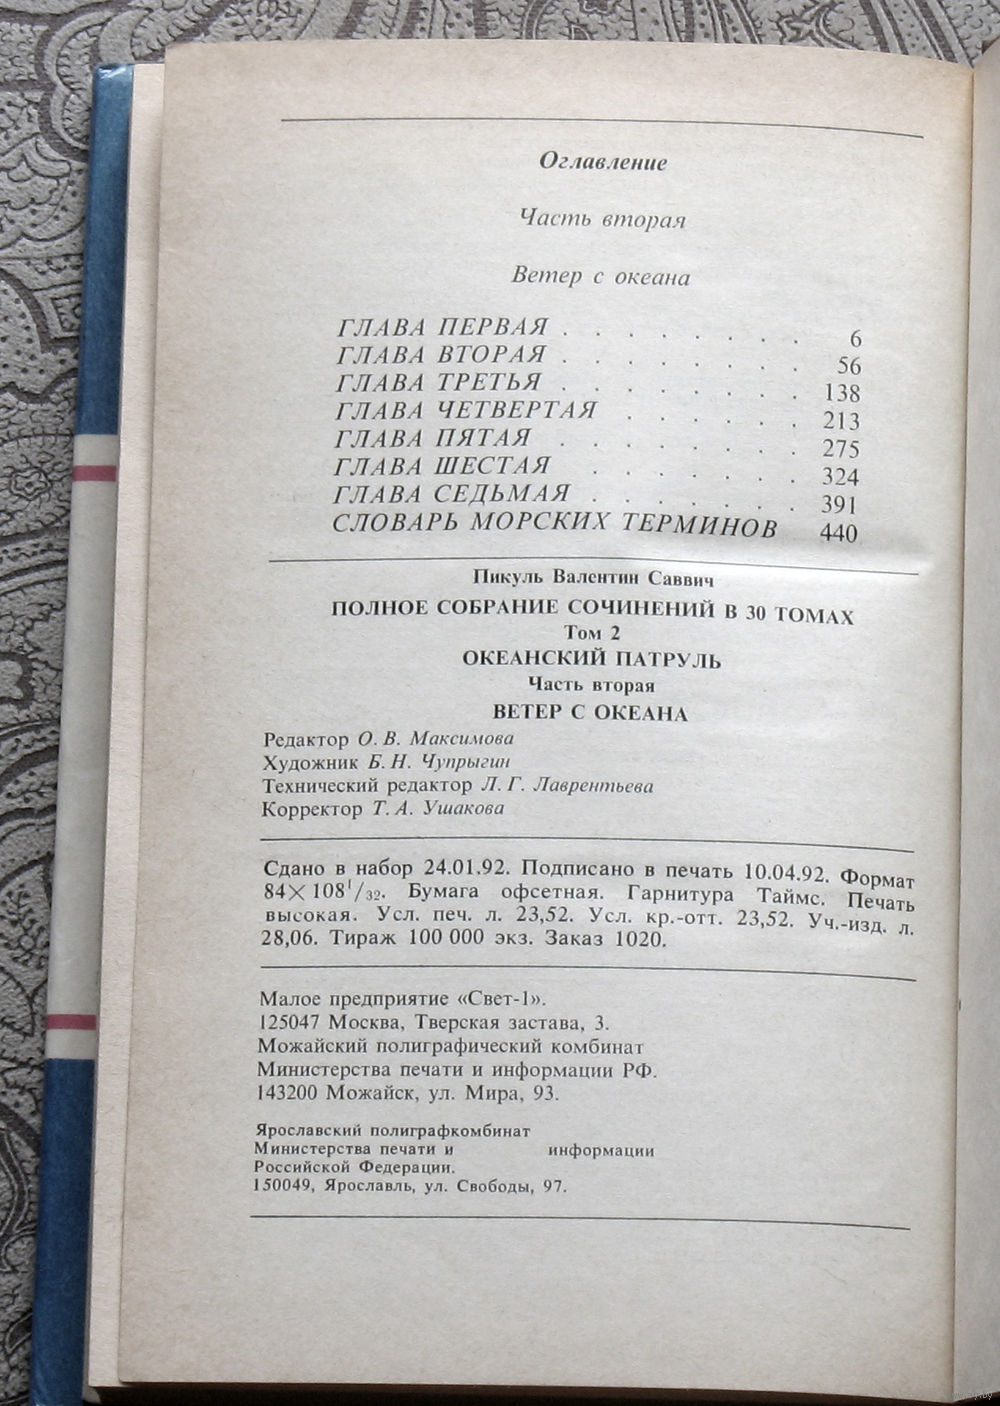 Оглавление
Часть вторая
Ветер с океана
ГЛАВА ПЕРВАЯ . . . . . . . . 6
ГЛАВА ВТОРАЯ . . . . . . . . 56
ГЛАВА ТРЕТЬЯ . . . . . . . . 138
ГЛАВА ЧЕТВЕРТАЯ . . . . . . 213
ГЛАВА ПЯТАЯ . . . . . . . . 275
ГЛАВА ШЕСТАЯ . . . . . . . 324
ГЛАВА СЕДЬМАЯ . . . . . . . 391
СЛОВАРЬ МОРСКИХ ТЕРМИНОВ 440
Пикуль Валентин Саввич
ПОЛНОЕ СОБРАНИЕ СОЧИНЕНИЙ В 30 ТОМАХ
Том 2
ОКЕАНСКИЙ ПАТРУЛЬ
Часть вторая
ВЕТЕР С ОКЕАНА
Редактор О. В. Максимова
Художник Б. Н. Чупрыгин
Технический редактор Л. Г. Лаврентьева
Корректор Т. А. Ушакова
Сдано в набор 24.01.92. Подписано в печать 10.04.92. Формат
84×108¹/₃₂. Бумага офсетная. Гарнитура Таймс. Печать
высокая. Усл. печ. л. 23,52. Усл. кр.-отт. 23,52. Уч.-изд. л.
28,06. Тираж 100 000 экз. Заказ 1020.
Малое предприятие «Свет-1».
125047 Москва, Тверская застава, 3.
Можайский полиграфический комбинат
Министерства печати и информации РФ.
143200 Можайск, ул. Мира, 93.
Ярославский полиграфкомбинат
Министерства печати и информации
Российской Федерации.
150049, Ярославль, ул. Свободы, 97.